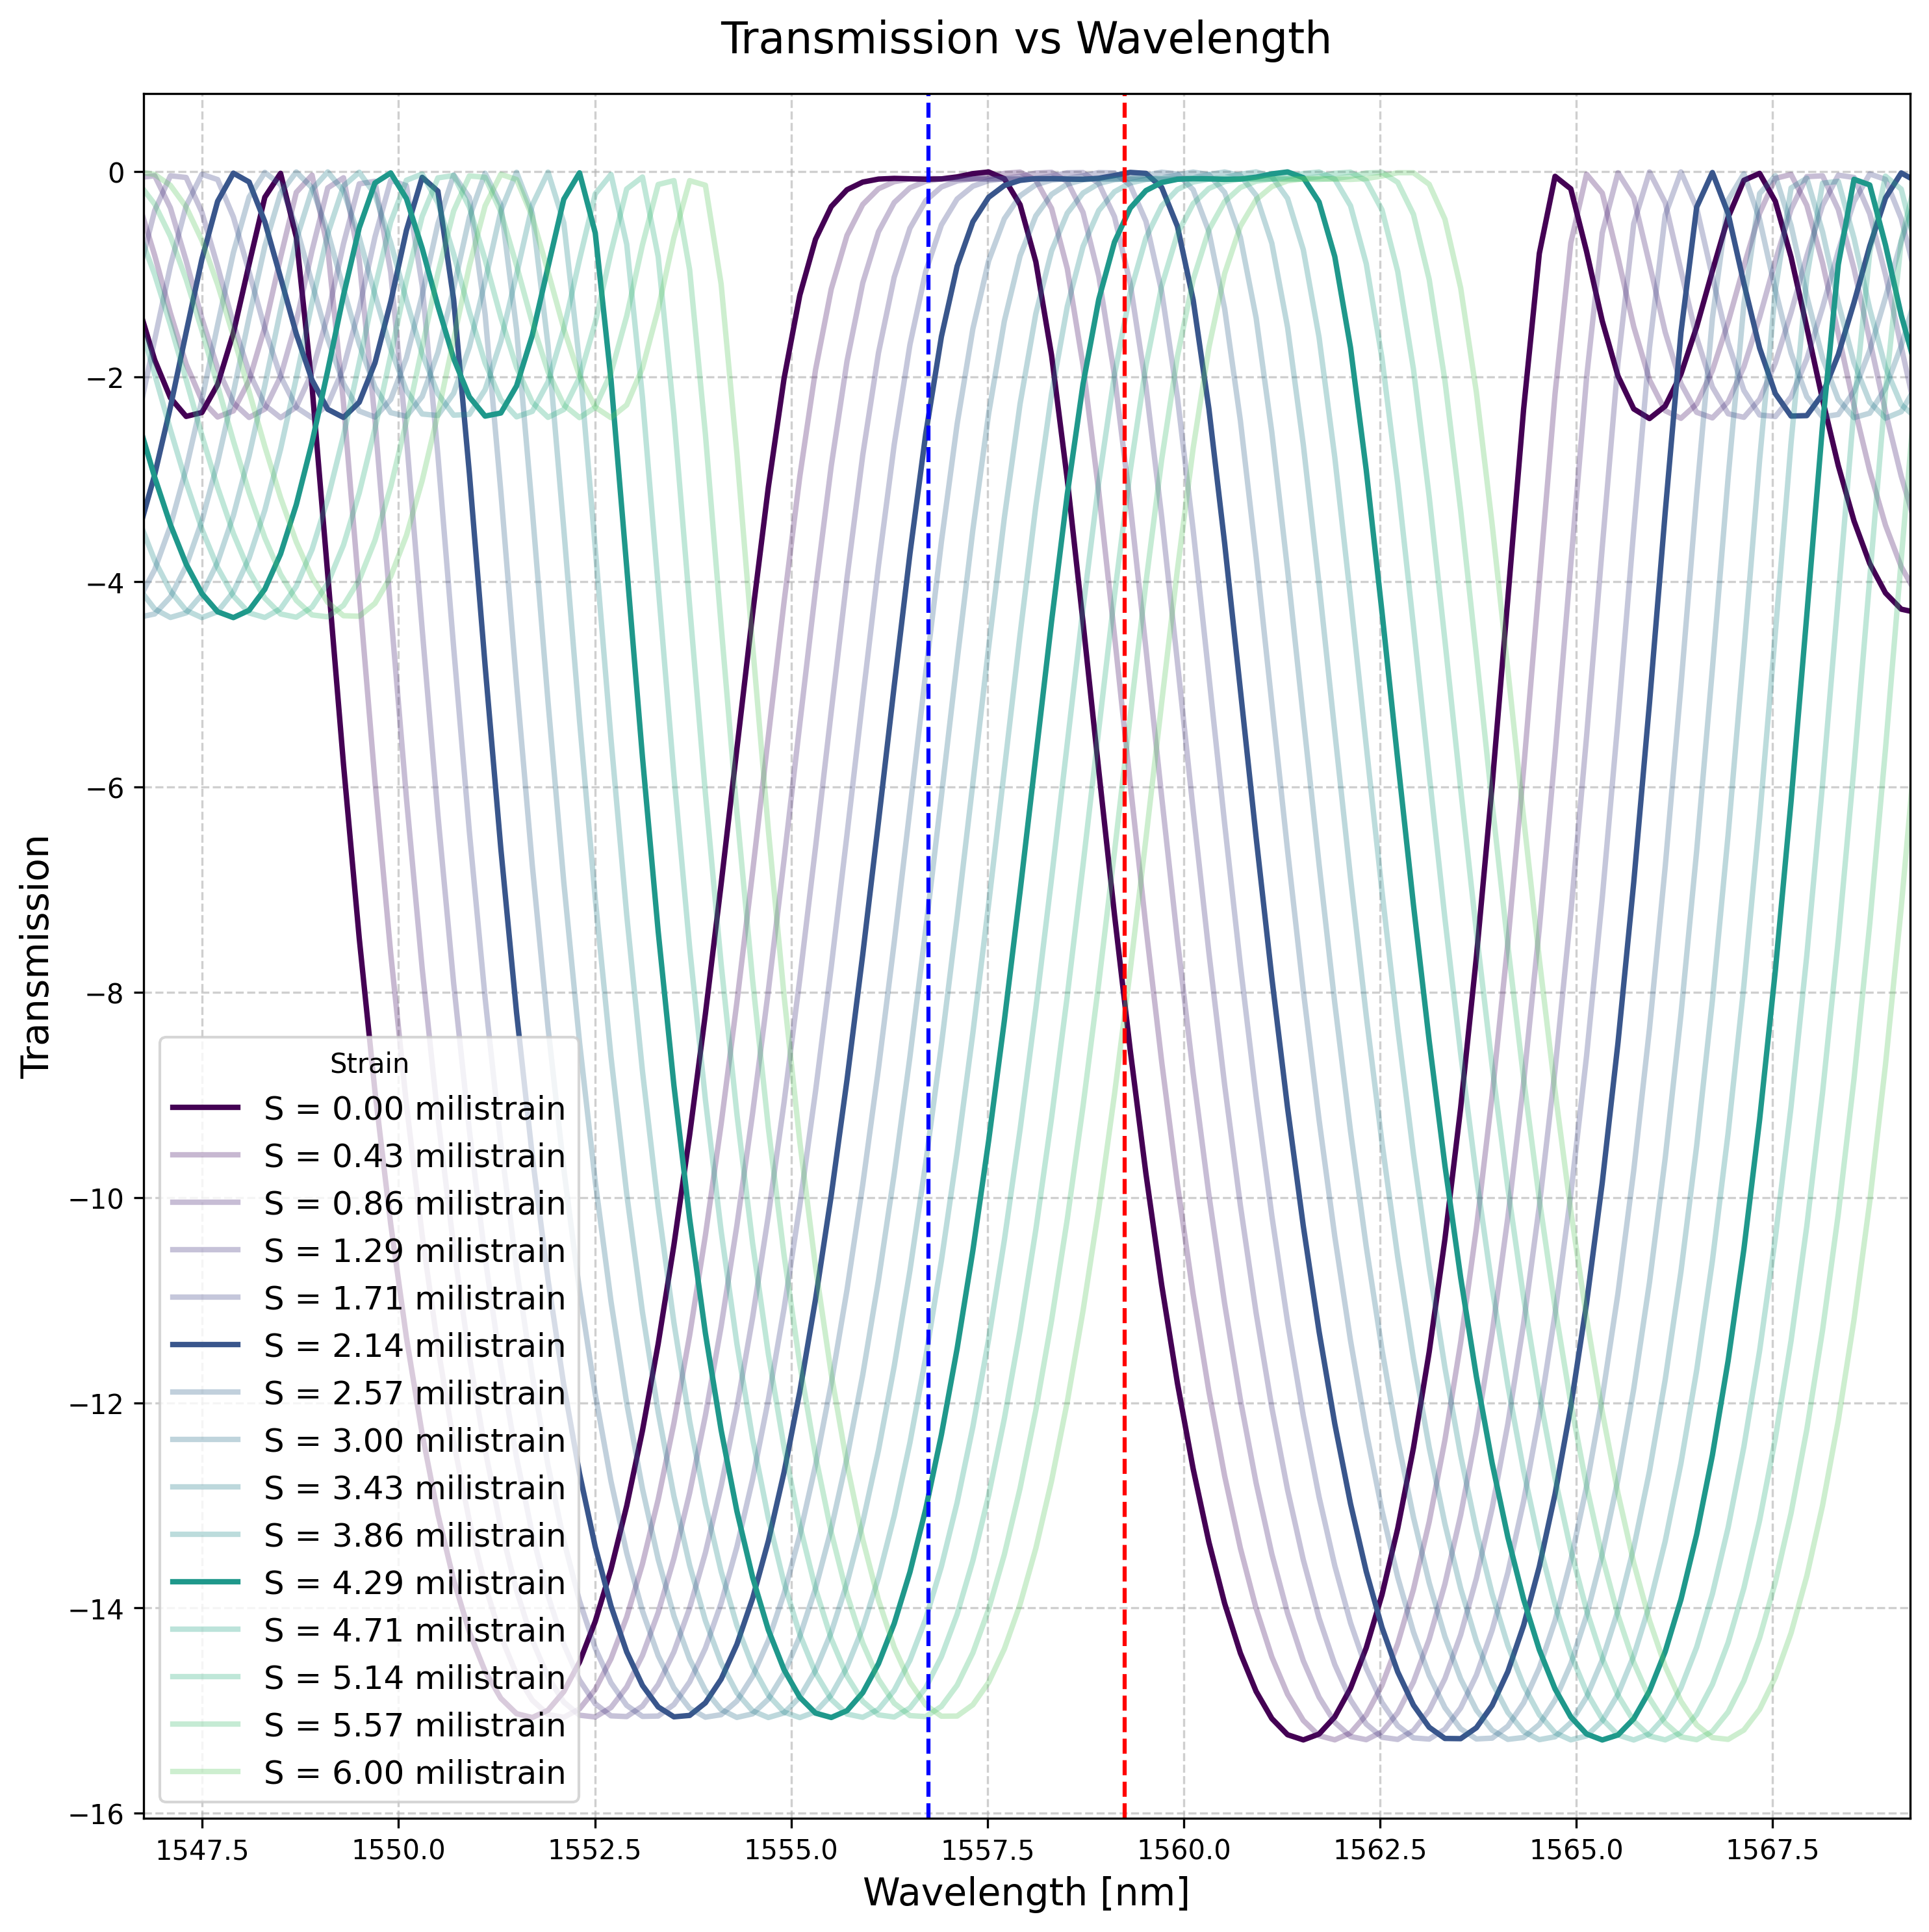 Transmission vs Wavelength
Transmission
0
−2
−4
−6
−8
−10
−12
−14
−16
Strain
S = 0.00 milistrain
S = 0.43 milistrain
S = 0.86 milistrain
S = 1.29 milistrain
S = 1.71 milistrain
S = 2.14 milistrain
S = 2.57 milistrain
S = 3.00 milistrain
S = 3.43 milistrain
S = 3.86 milistrain
S = 4.29 milistrain
S = 4.71 milistrain
S = 5.14 milistrain
S = 5.57 milistrain
S = 6.00 milistrain
1547.5 1550.0 1552.5 1555.0 1557.5 1560.0 1562.5 1565.0 1567.5
Wavelength [nm]